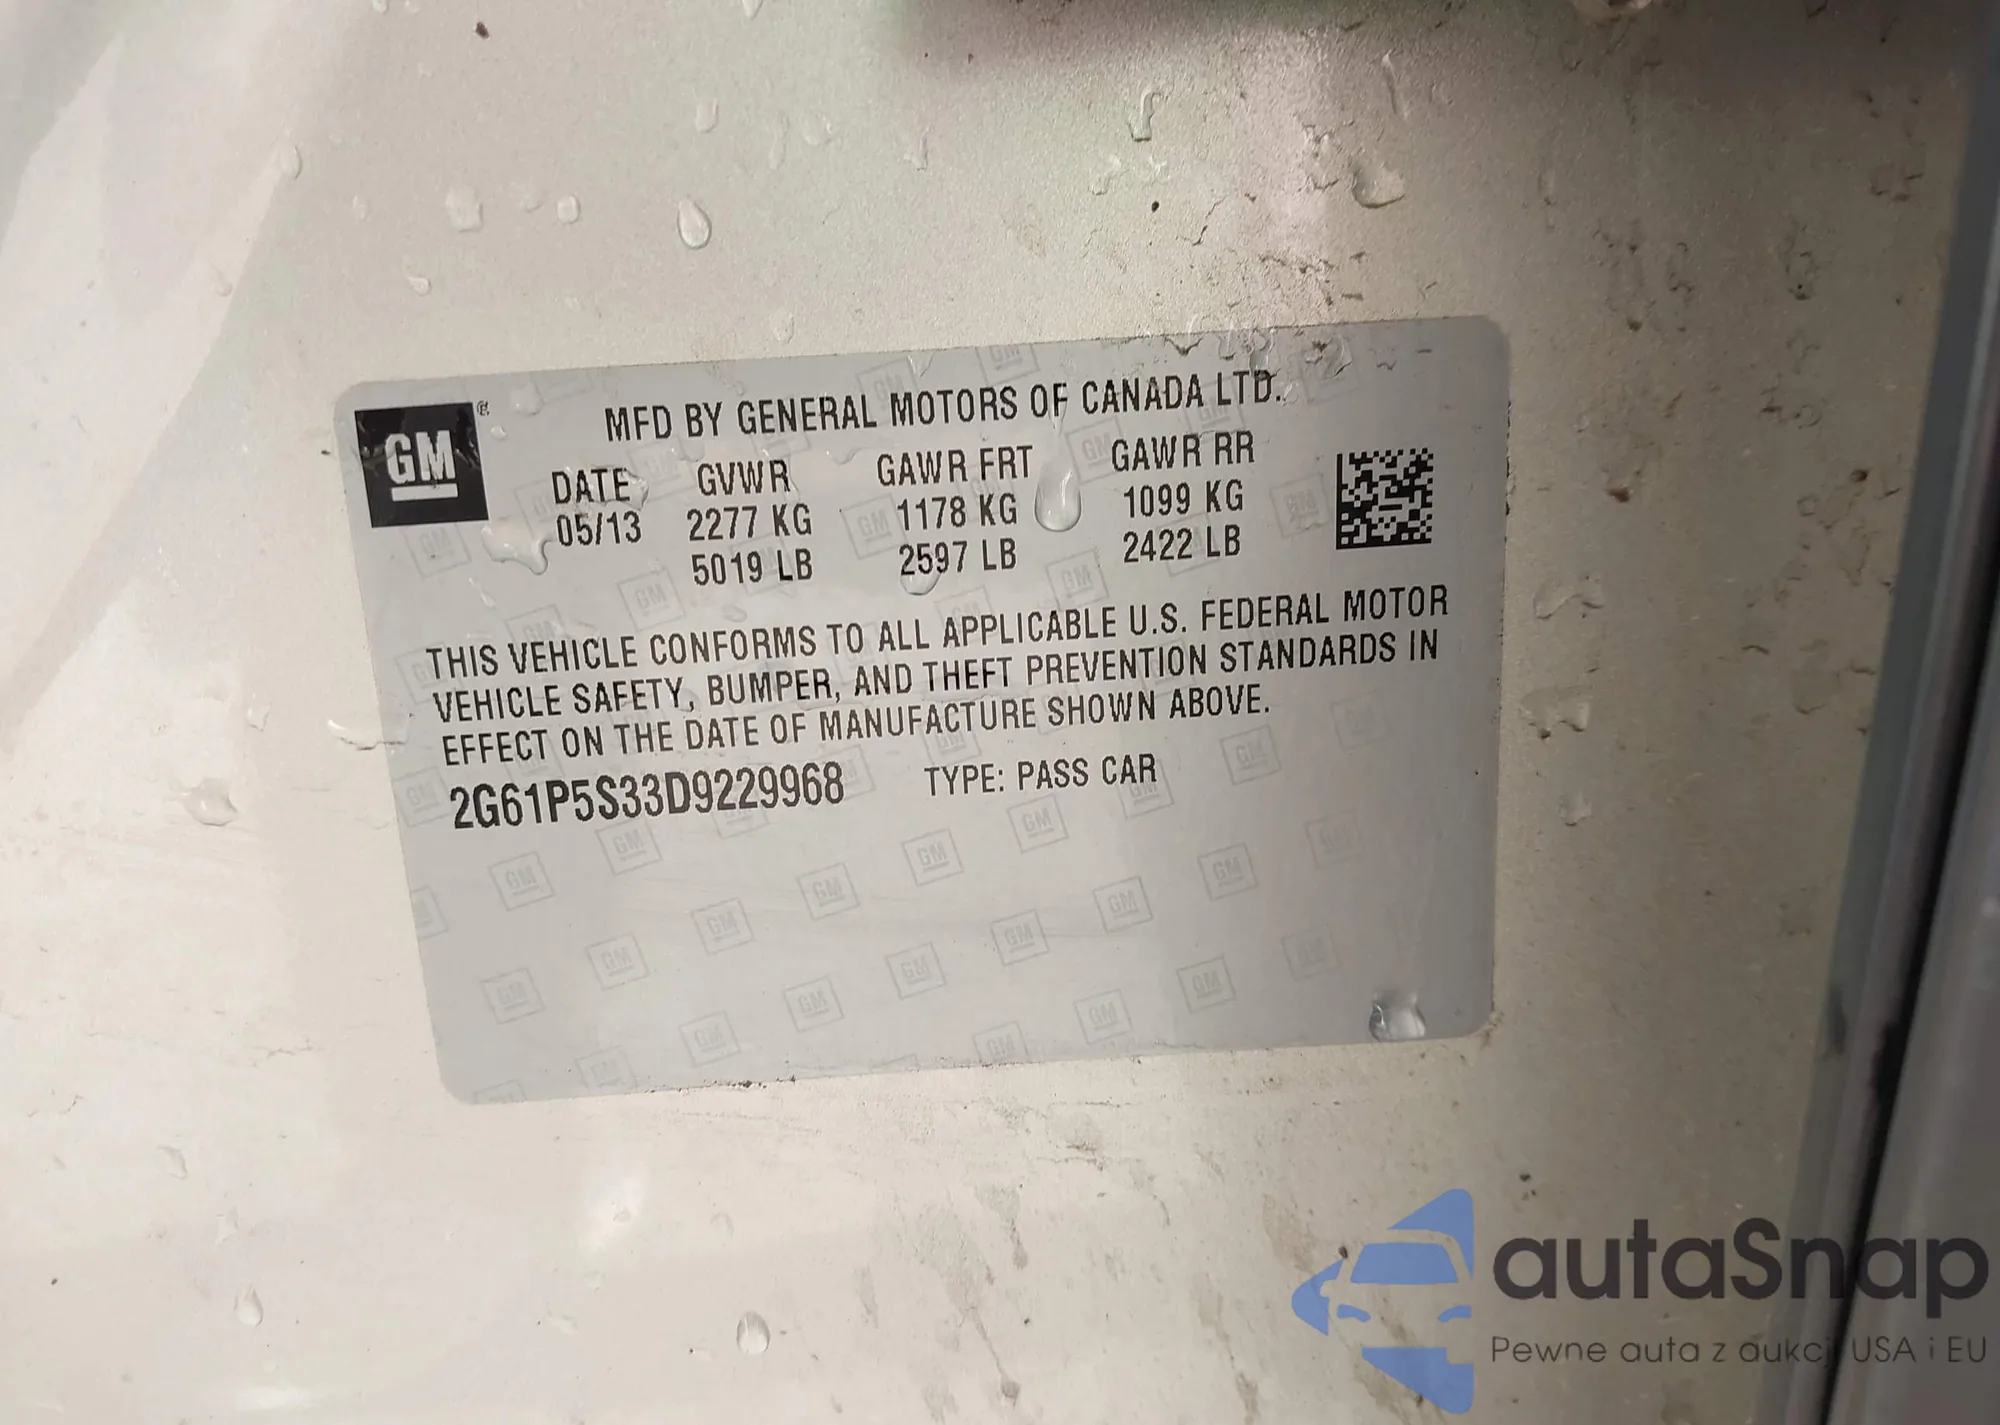 GM
MFD BY GENERAL MOTORS OF CANADA LTD.
DATE GVWR GAWR FRT GAWR RR
05/13 2277 KG 1178 KG 1099 KG
5019 LB 2597 LB 2422 LB
THIS VEHICLE CONFORMS TO ALL APPLICABLE U.S. FEDERAL MOTOR
VEHICLE SAFETY, BUMPER, AND THEFT PREVENTION STANDARDS IN
EFFECT ON THE DATE OF MANUFACTURE SHOWN ABOVE.
2G61P5S33D9229968 TYPE: PASS CAR
autaSnap
Pewne auta z aukcji USA i EU